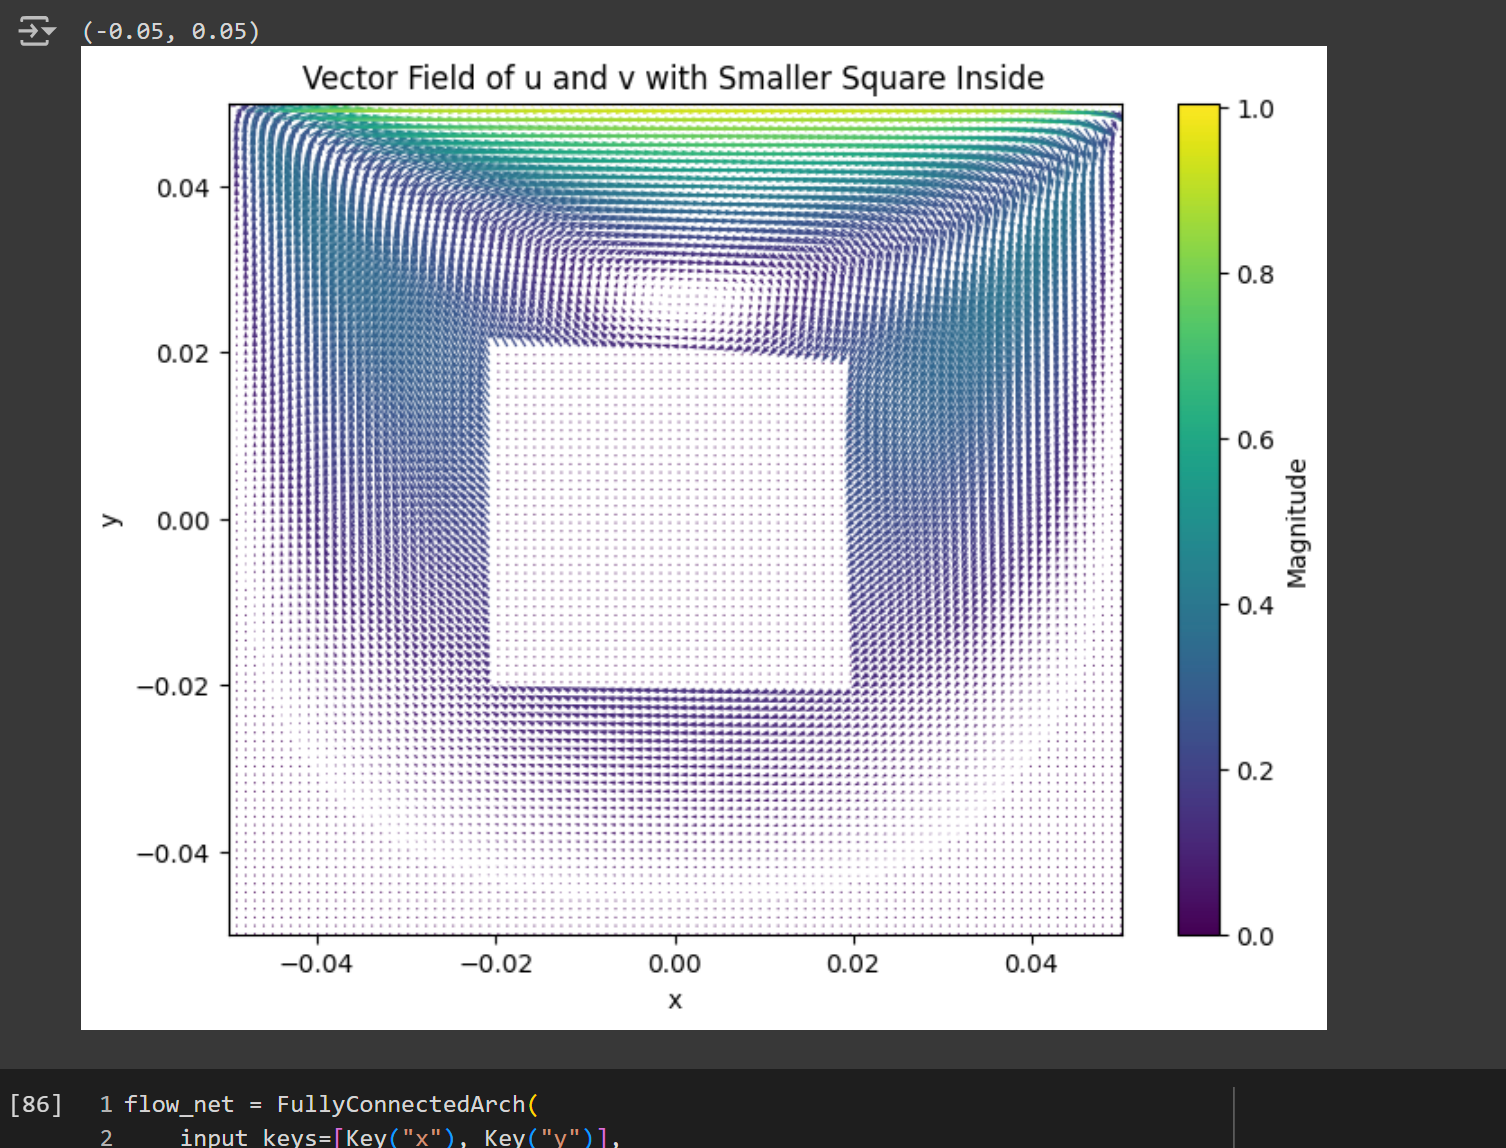 (-0.05, 0.05)
Vector Field of u and v with Smaller Square Inside
1.0
0.04
0.8
0.02
0.6
y
0.00
Magnitude
0.4
−0.02
0.2
−0.04
0.0
−0.04
−0.02
0.00
0.02
0.04
x
[86] 1 flow_net = FullyConnectedArch(
2 input_keys=[Key("x"), Key("y")],